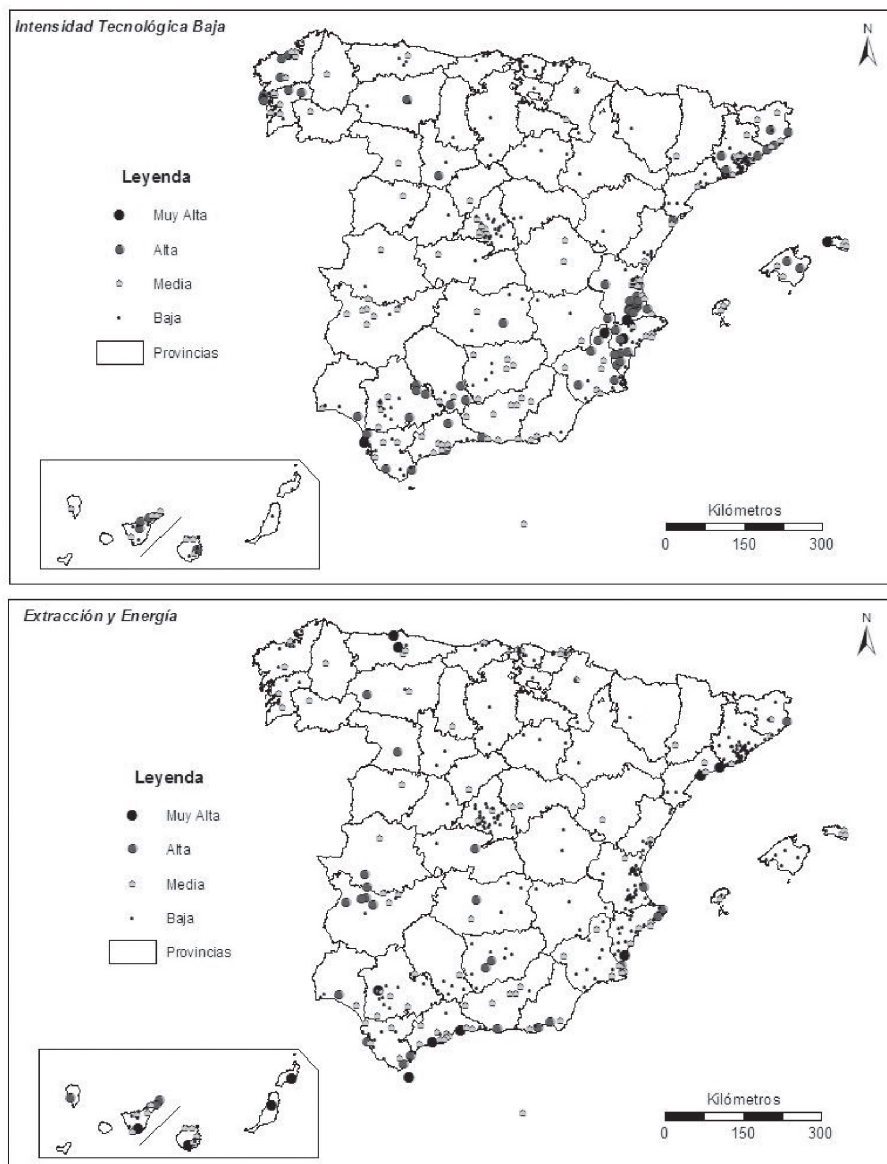 Intensidad Tecnológica Baja
N
Leyenda
Muy Alta
Alta
Media
Baja
Provincias
Kilómetros
0 150 300
Extracción y Energía
N
Leyenda
Muy Alta
Alta
Media
Baja
Provincias
Kilómetros
0 150 300